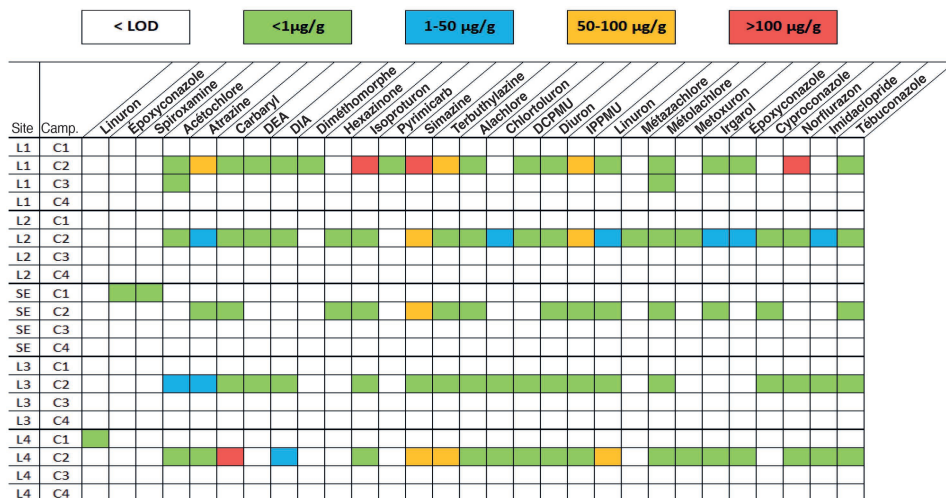 < LOD <1µg/g 1-50 µg/g 50-100 µg/g >100 µg/g
Linuron
Epoxyconazole
Spiroxamine
Acétochlore
Atrazine
Carbaryl
DEA
DIA
Diméthomorphe
Hexazinone
Isoproturon
Pyrimicarb
Simazine
Terbuthylazine
Alachlore
Chlortoluron
DCPMU
Diuron
IPPMU
Linuron
Métazachlore
Métolachlore
Metoxuron
Irgarol
Epoxyconazole
Cyproconazole
Norflurazon
Imidaclopride
Tébuconazole
Site Camp.
L1 C1
L1 C2
L1 C3
L1 C4
L2 C1
L2 C2
L2 C3
L2 C4
SE C1
SE C2
SE C3
SE C4
L3 C1
L3 C2
L3 C3
L3 C4
L4 C1
L4 C2
L4 C3
L4 C4